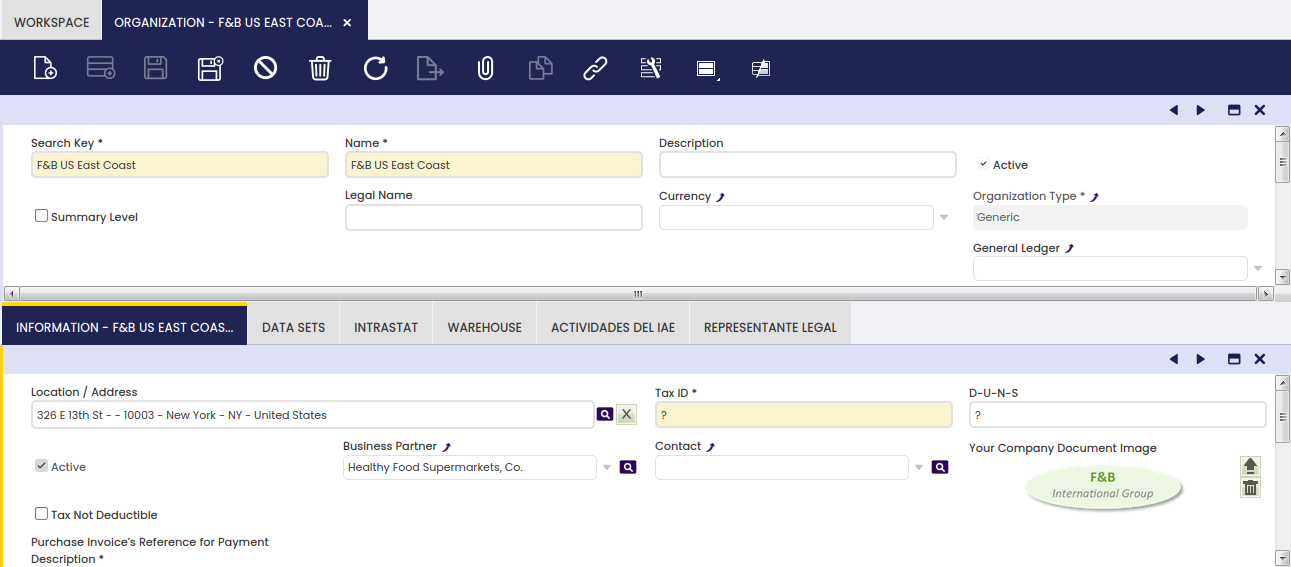 WORKSPACE
ORGANIZATION - F&B US EAST COA...
Search Key *
Name *
Description
F&B US East Coast
F&B US East Coast
Active
Legal Name
Currency
Organization Type *
Summary Level
Generic
General Ledger
INFORMATION - F&B US EAST COAS...
DATA SETS
INTRASTAT
WAREHOUSE
ACTIVIDADES DEL IAE
REPRESENTANTE LEGAL
Location / Address
Tax ID *
D-U-N-S
326 E 13th St - - 10003 - New York - NY - United States
?
?
Business Partner
Contact
Your Company Document Image
Active
Healthy Food Supermarkets, Co.
F&B
International Group
Tax Not Deductible
Purchase Invoice's Reference for Payment
Description *